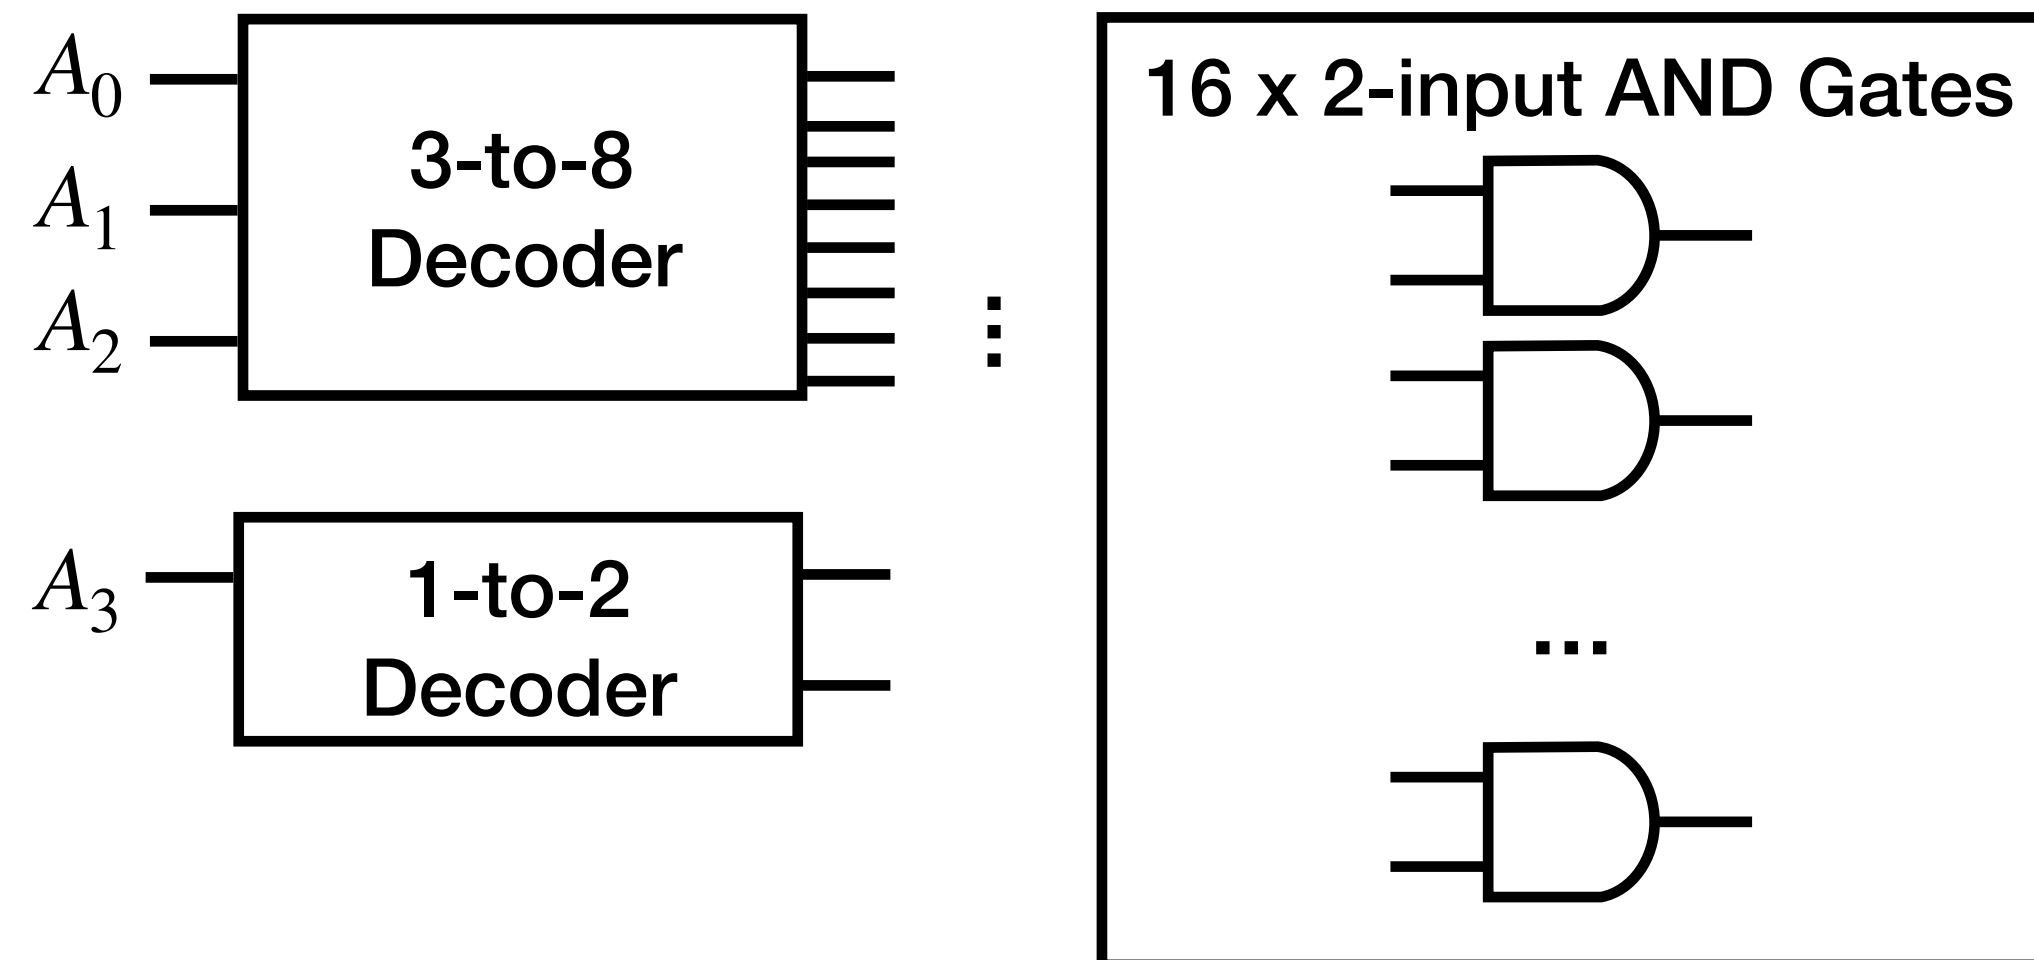 A₀
A₁
A₂
3-to-8
Decoder
⋮
A₃
1-to-2
Decoder
16 x 2-input AND Gates
...